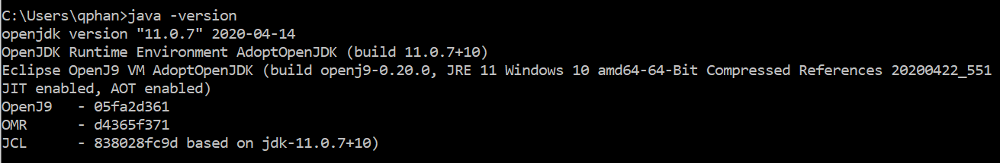 C:\Users\qphan>java -version
openjdk version "11.0.7" 2020-04-14
OpenJDK Runtime Environment AdoptOpenJDK (build 11.0.7+10)
Eclipse OpenJ9 VM AdoptOpenJDK (build openj9-0.20.0, JRE 11 Windows 10 amd64-64-Bit Compressed References 20200422_551
JIT enabled, AOT enabled)
OpenJ9   - 05fa2d361
OMR      - d4365f371
JCL      - 838028fc9d based on jdk-11.0.7+10)